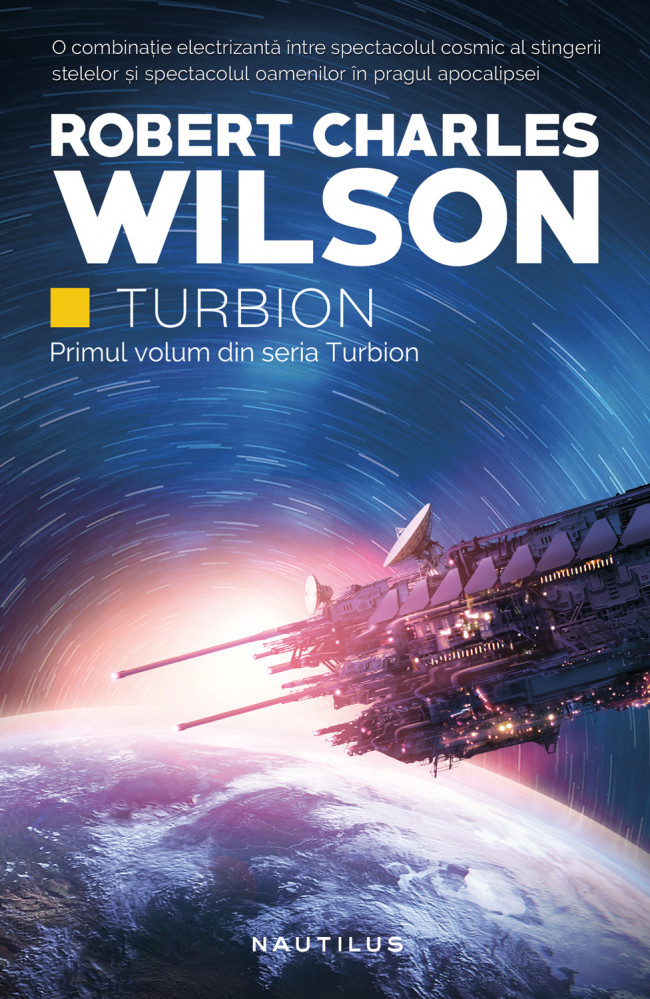 O combinație electrizantă între spectacolul cosmic al stingerii
stelelor și spectacolul oamenilor în pragul apocalipsei
ROBERT CHARLES
WILSON
TURBION
Primul volum din seria Turbion
NAUTILUS